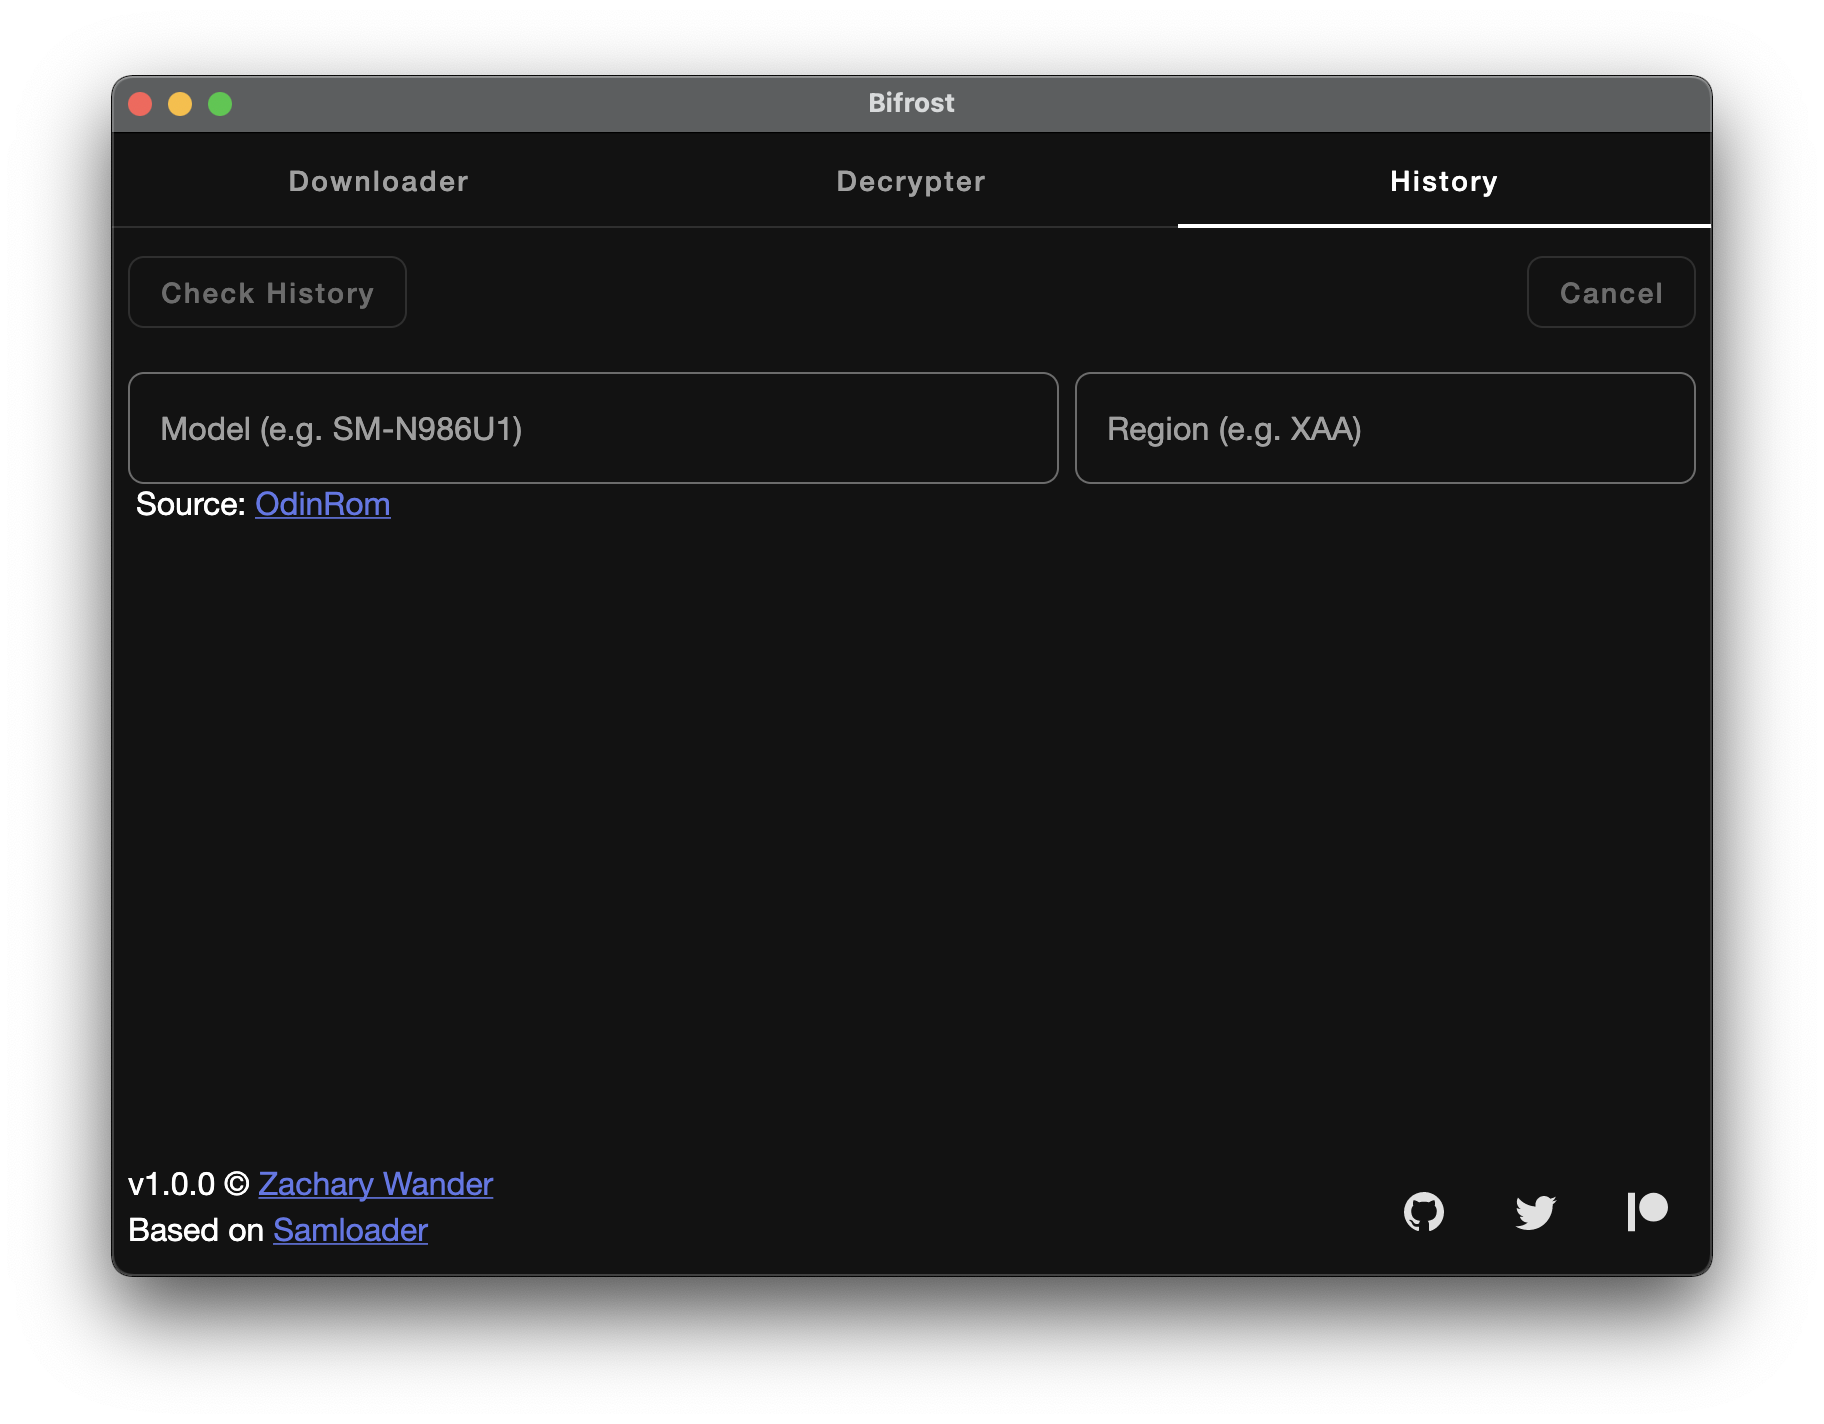 Bifrost
Downloader Decrypter History
Check History Cancel
Model (e.g. SM-N986U1) Region (e.g. XAA)
Source: OdinRom
v1.0.0 © Zachary Wander
Based on Samloader